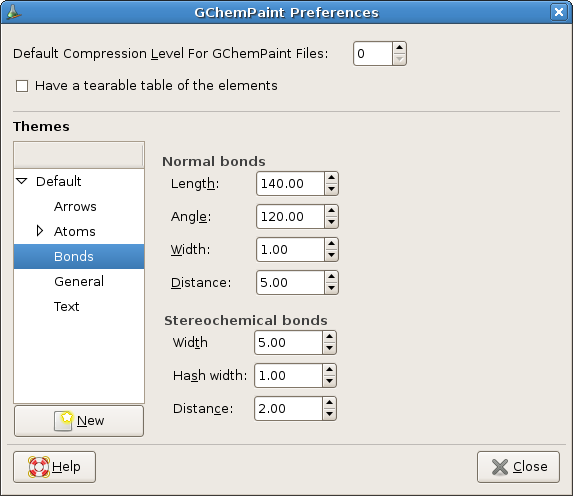 GChemPaint Preferences
Default Compression Level For GChemPaint Files: 0
Have a tearable table of the elements
Themes
Default
Arrows
Atoms
Bonds
General
Text
New
Normal bonds
Length: 140.00
Angle: 120.00
Width: 1.00
Distance: 5.00
Stereochemical bonds
Width 5.00
Hash width: 1.00
Distance: 2.00
Help
Close